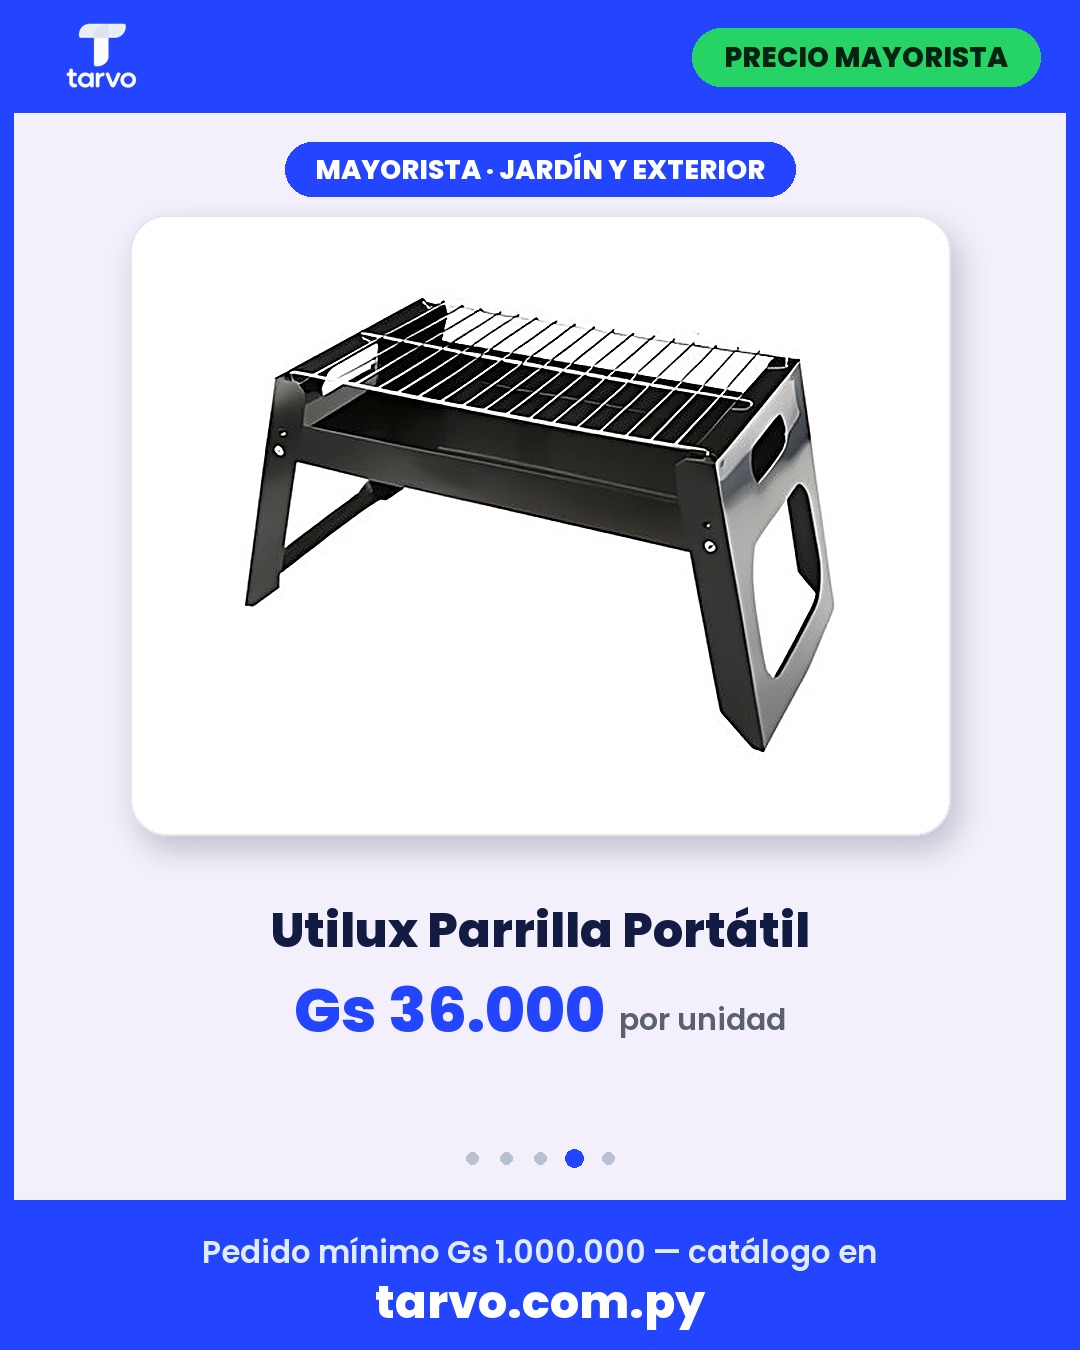 tarvo
PRECIO MAYORISTA
MAYORISTA · JARDÍN Y EXTERIOR
Utilux Parrilla Portátil
Gs 36.000 por unidad
Pedido mínimo Gs 1.000.000 — catálogo en
tarvo.com.py